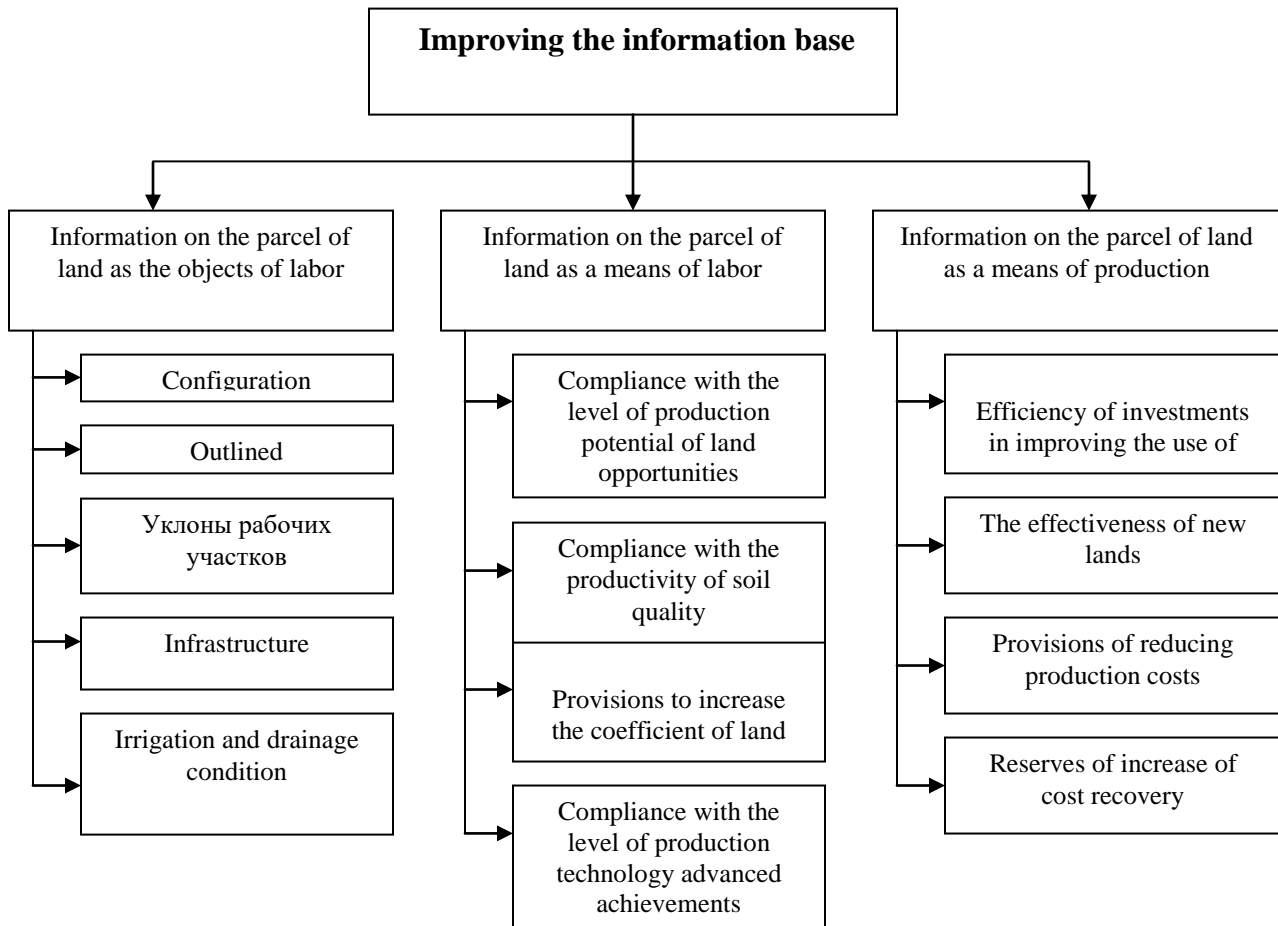 Improving the information base
Information on the parcel of
land as the objects of labor
Configuration
Outlined
Уклоны рабочих
участков
Infrastructure
Irrigation and drainage
condition
Information on the parcel of
land as a means of labor
Compliance with the
level of production
potential of land
opportunities
Compliance with the
productivity of soil
quality
Provisions to increase
the coefficient of land
Compliance with the
level of production
technology advanced
achievements
Information on the parcel of land
as a means of production
Efficiency of investments
in improving the use of
The effectiveness of new
lands
Provisions of reducing
production costs
Reserves of increase of
cost recovery